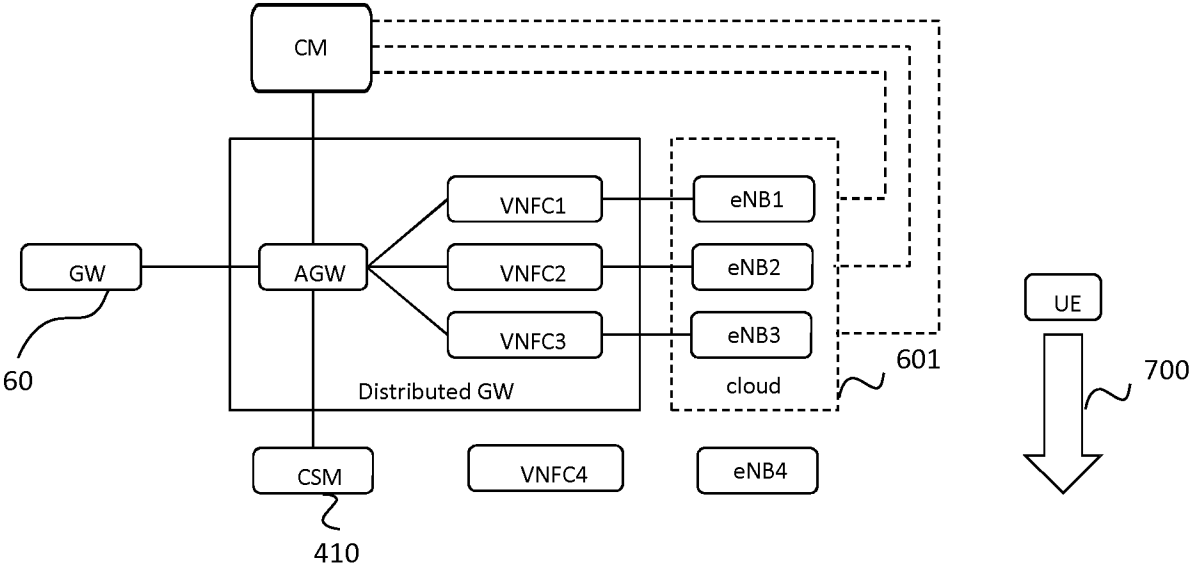 CM
VNFC1
eNB1
GW
AGW
VNFC2
eNB2
UE
VNFC3
eNB3
60
601
700
Distributed GW
cloud
CSM
VNFC4
eNB4
410